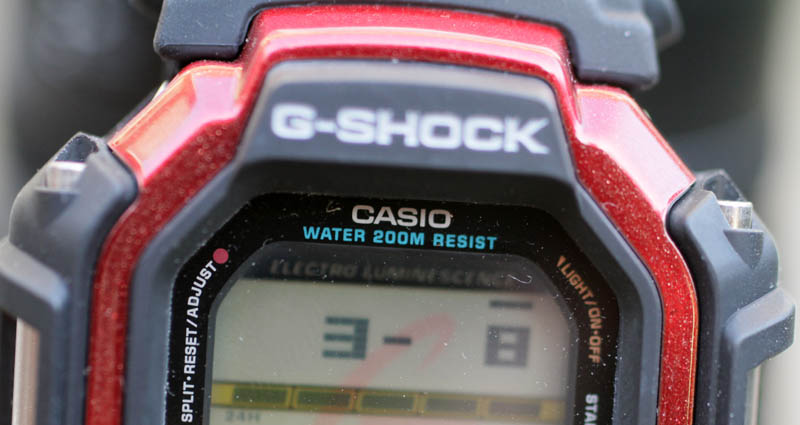 G-SHOCK
CASIO
WATER 200M RESIST
ELECTRO LUMINESCENCE
SPLIT•RESET/ADJUST
LIGHT/ON•OFF
3- 8
24H